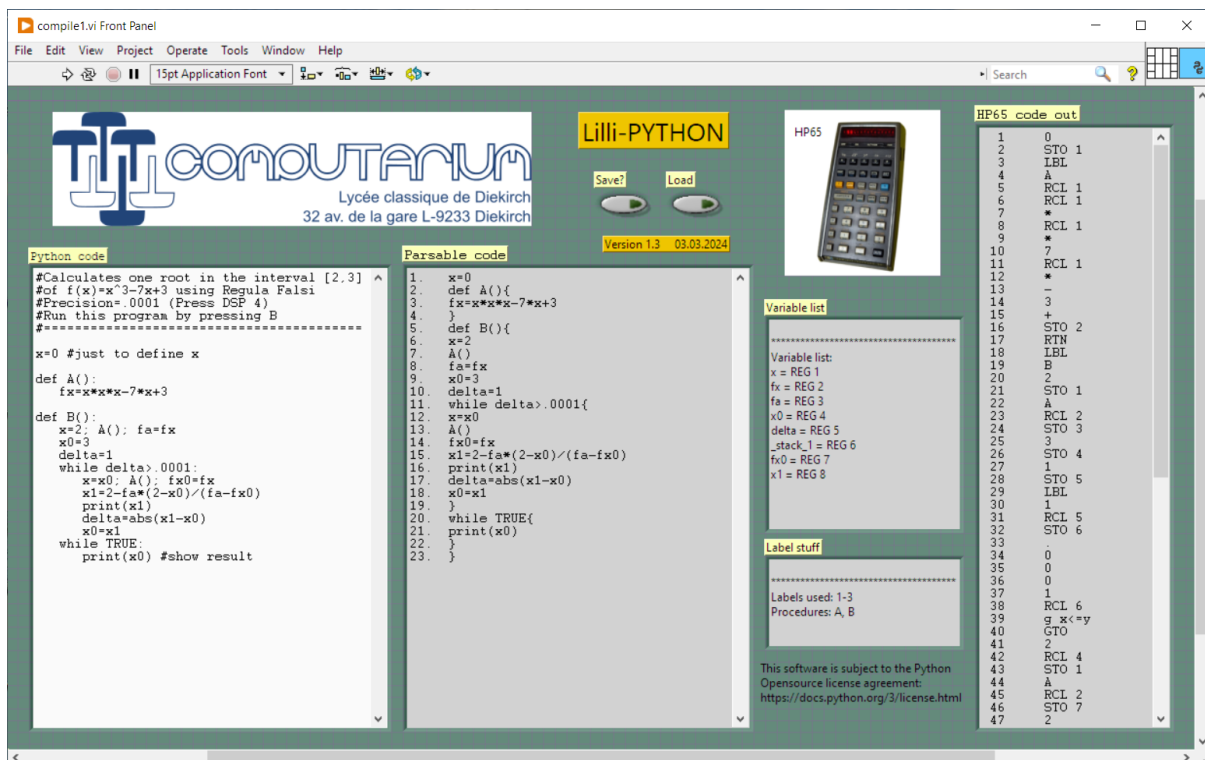 compile1.vi Front Panel
File Edit View Project Operate Tools Window Help
15pt Application Font
Search
COMPUTARIUM
Lycée classique de Diekirch
32 av. de la gare L-9233 Diekirch
Lilli-PYTHON
Save? Load
Version 1.3 03.03.2024
HP65
Python code
#Calculates one root in the interval [2,3]
#of f(x)=x^3-7x+3 using Regula Falsi
#Precision=.0001 (Press DSP 4)
#Run this program by pressing B
#=====================================
x=0 #just to define x
def A():
fx=x*x*x-7*x+3
def B():
x=2; A(); fa=fx
x0=3
delta=1
while delta>.0001:
x=x0; A(); fx0=fx
x1=2-fa*(2-x0)/(fa-fx0)
print(x1)
delta=abs(x1-x0)
x0=x1
while TRUE:
print(x0) #show result
Parsable code
1. x=0
2. def A(){
3. fx=x*x*x-7*x+3
4. }
5. def B(){
6. x=2
7. A()
8. fa=fx
9. x0=3
10. delta=1
11. while delta>.0001{
12. x=x0
13. A()
14. fx0=fx
15. x1=2-fa*(2-x0)/(fa-fx0)
16. print(x1)
17. delta=abs(x1-x0)
18. x0=x1
19. }
20. while TRUE{
21. print(x0)
22. }
23. }
Variable list
*************************************
Variable list:
x = REG 1
fx = REG 2
fa = REG 3
x0 = REG 4
delta = REG 5
_stack_1 = REG 6
fx0 = REG 7
x1 = REG 8
Label stuff
*************************************
Labels used: 1-3
Procedures: A, B
This software is subject to the Python
Opensource license agreement:
https://docs.python.org/3/license.html
HP65 code out
1 0
2 STO 1
3 LBL
4 A
5 RCL 1
6 RCL 1
7 *
8 RCL 1
9 *
10 7
11 RCL 1
12 *
13 -
14 3
15 +
16 STO 2
17 RTN
18 LBL
19 B
20 2
21 STO 1
22 A
23 RCL 2
24 STO 3
25 3
26 STO 4
27 1
28 STO 5
29 LBL
30 1
31 RCL 5
32 STO 6
33 .
34 0
35 0
36 0
37 1
38 RCL 6
39 g x<=y
40 GTO
41 2
42 RCL 4
43 STO 1
44 A
45 RCL 2
46 STO 7
47 2